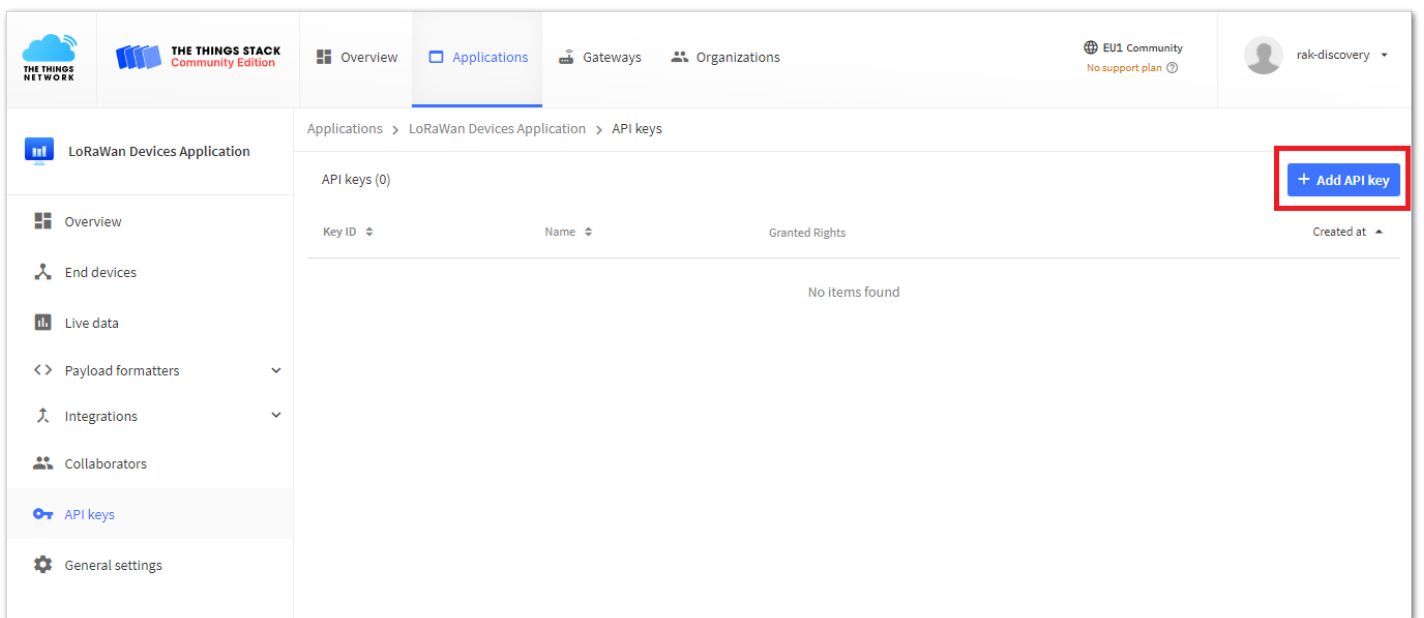 THE THINGS
NETWORK
THE THINGS STACK
Community Edition
Overview
Applications
Gateways
Organizations
EU1 Community
No support plan
rak-discovery
LoRaWan Devices Application
Overview
End devices
Live data
Payload formatters
Integrations
Collaborators
API keys
General settings
Applications > LoRaWan Devices Application > API keys
API keys (0)
+ Add API key
Key ID
Name
Granted Rights
Created at
No items found